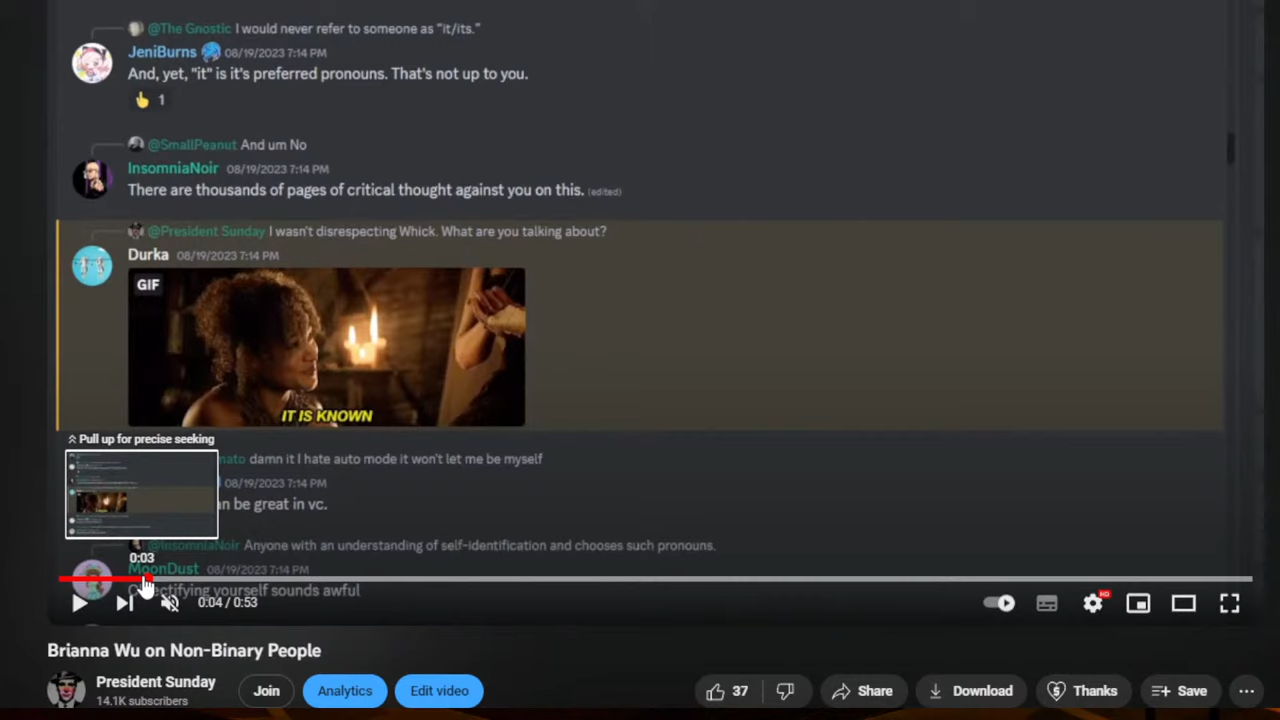 @The Gnostic I would never refer to someone as "it/its."
JeniBurns 08/19/2023 7:14 PM
And, yet, "it" is it's preferred pronouns. That's not up to you.
1
@SmallPeanut And um No
InsomniaNoir 08/19/2023 7:14 PM
There are thousands of pages of critical thought against you on this. (edited)
@President Sunday I wasn't disrespecting Whick. What are you talking about?
Durka 08/19/2023 7:14 PM
GIF
IT IS KNOWN
Pull up for precise seeking
nato damn it I hate auto mode it won't let me be myself
08/19/2023 7:14 PM
an be great in vc.
@InsomniaNoir Anyone with an understanding of self-identification and chooses such pronouns.
0:03
MoonDust 08/19/2023 7:14 PM
ectifying yourself sounds awful
0:04 / 0:53
HD
Brianna Wu on Non-Binary People
President Sunday
14.1K subscribers
Join
Analytics
Edit video
37
Share
Download
Thanks
Save